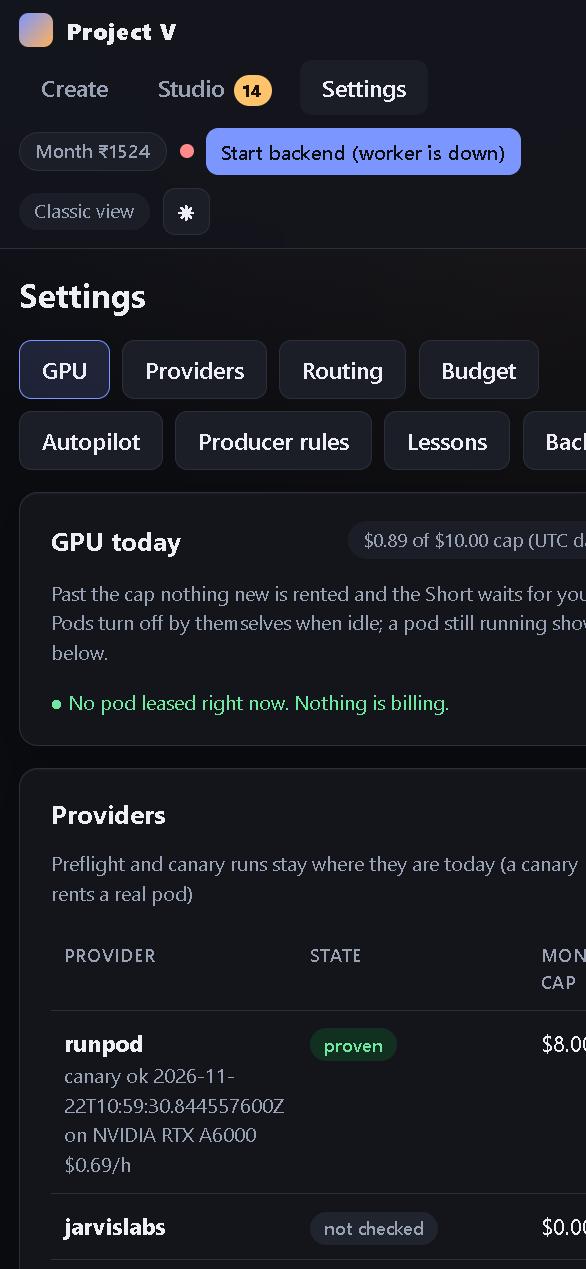 Project V
Create Studio 14 Settings
Month ₹1524 Start backend (worker is down)
Classic view
Settings
GPU Providers Routing Budget
Autopilot Producer rules Lessons
GPU today $0.89 of $10.00 cap (UTC
Past the cap nothing new is rented and the Short waits for
Pods turn off by themselves when idle; a pod still running
below.
No pod leased right now. Nothing is billing.
Providers
Preflight and canary runs stay where they are today (a canary
rents a real pod)
PROVIDER STATE
CAP
runpod proven
canary ok 2026-11-
22T10:59:30.844557600Z
on NVIDIA RTX A6000
$0.69/h
jarvislabs not checked